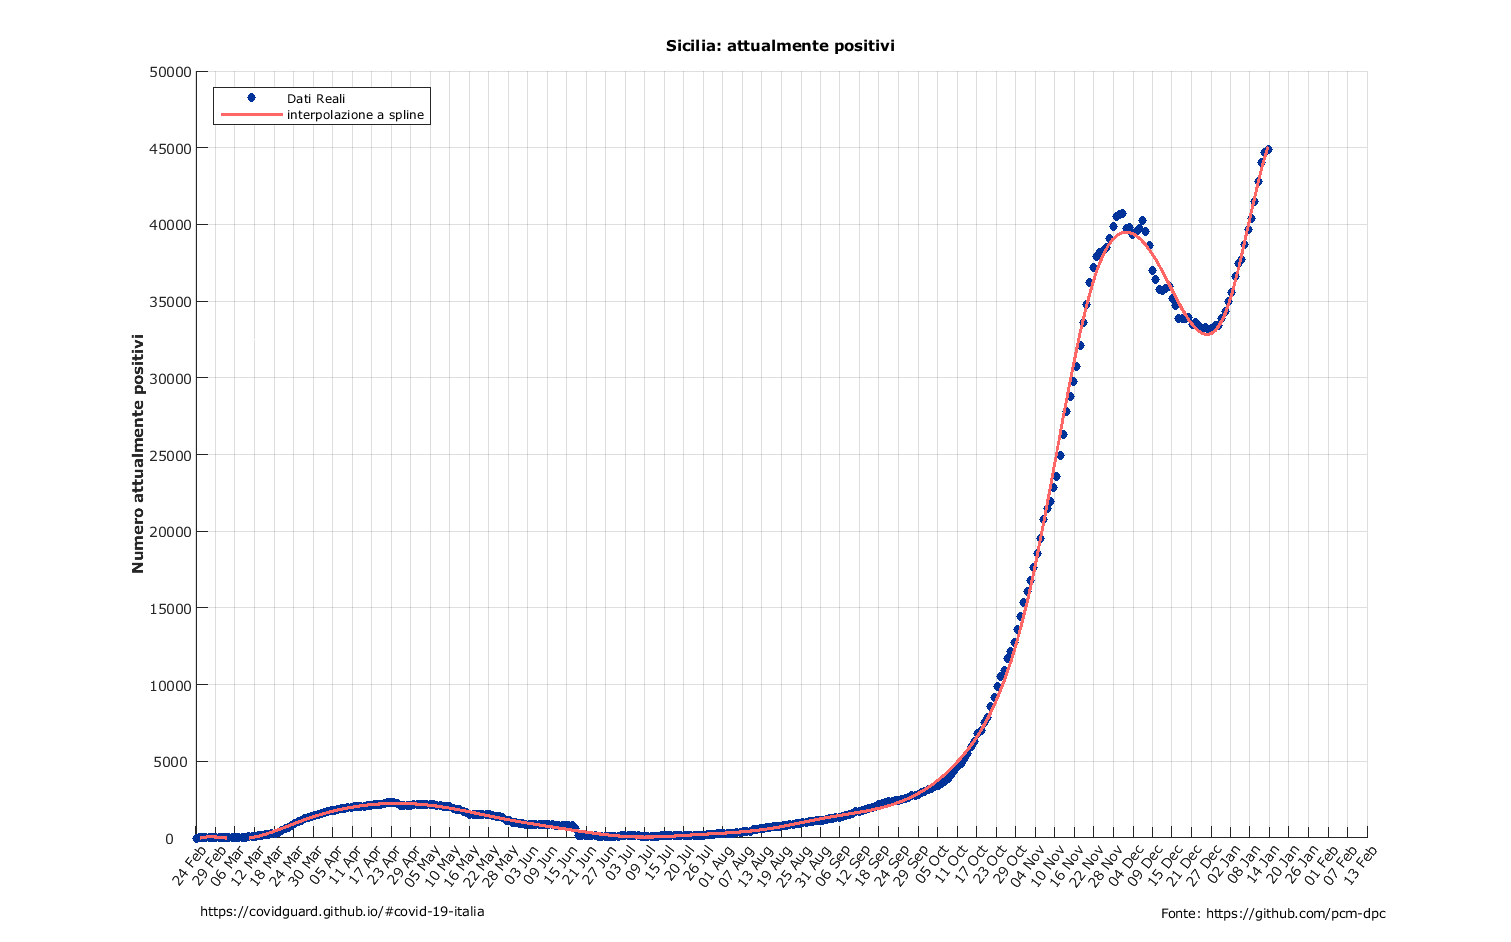 Sicilia: attualmente positivi
Dati Reali
interpolazione a spline
Numero attualmente positivi
50000
45000
40000
35000
30000
25000
20000
15000
10000
5000
0
24 Feb
29 Feb
06 Mar
12 Mar
18 Mar
24 Mar
30 Mar
05 Apr
11 Apr
17 Apr
23 Apr
29 Apr
05 May
10 May
16 May
22 May
28 May
03 Jun
09 Jun
15 Jun
21 Jun
27 Jun
03 Jul
09 Jul
15 Jul
20 Jul
26 Jul
01 Aug
07 Aug
13 Aug
19 Aug
25 Aug
31 Aug
06 Sep
12 Sep
18 Sep
24 Sep
29 Sep
05 Oct
11 Oct
17 Oct
23 Oct
29 Oct
04 Nov
10 Nov
16 Nov
22 Nov
28 Nov
04 Dec
09 Dec
15 Dec
21 Dec
27 Dec
02 Jan
08 Jan
14 Jan
20 Jan
26 Jan
01 Feb
07 Feb
13 Feb
https://covidguard.github.io/#covid-19-italia
Fonte: https://github.com/pcm-dpc